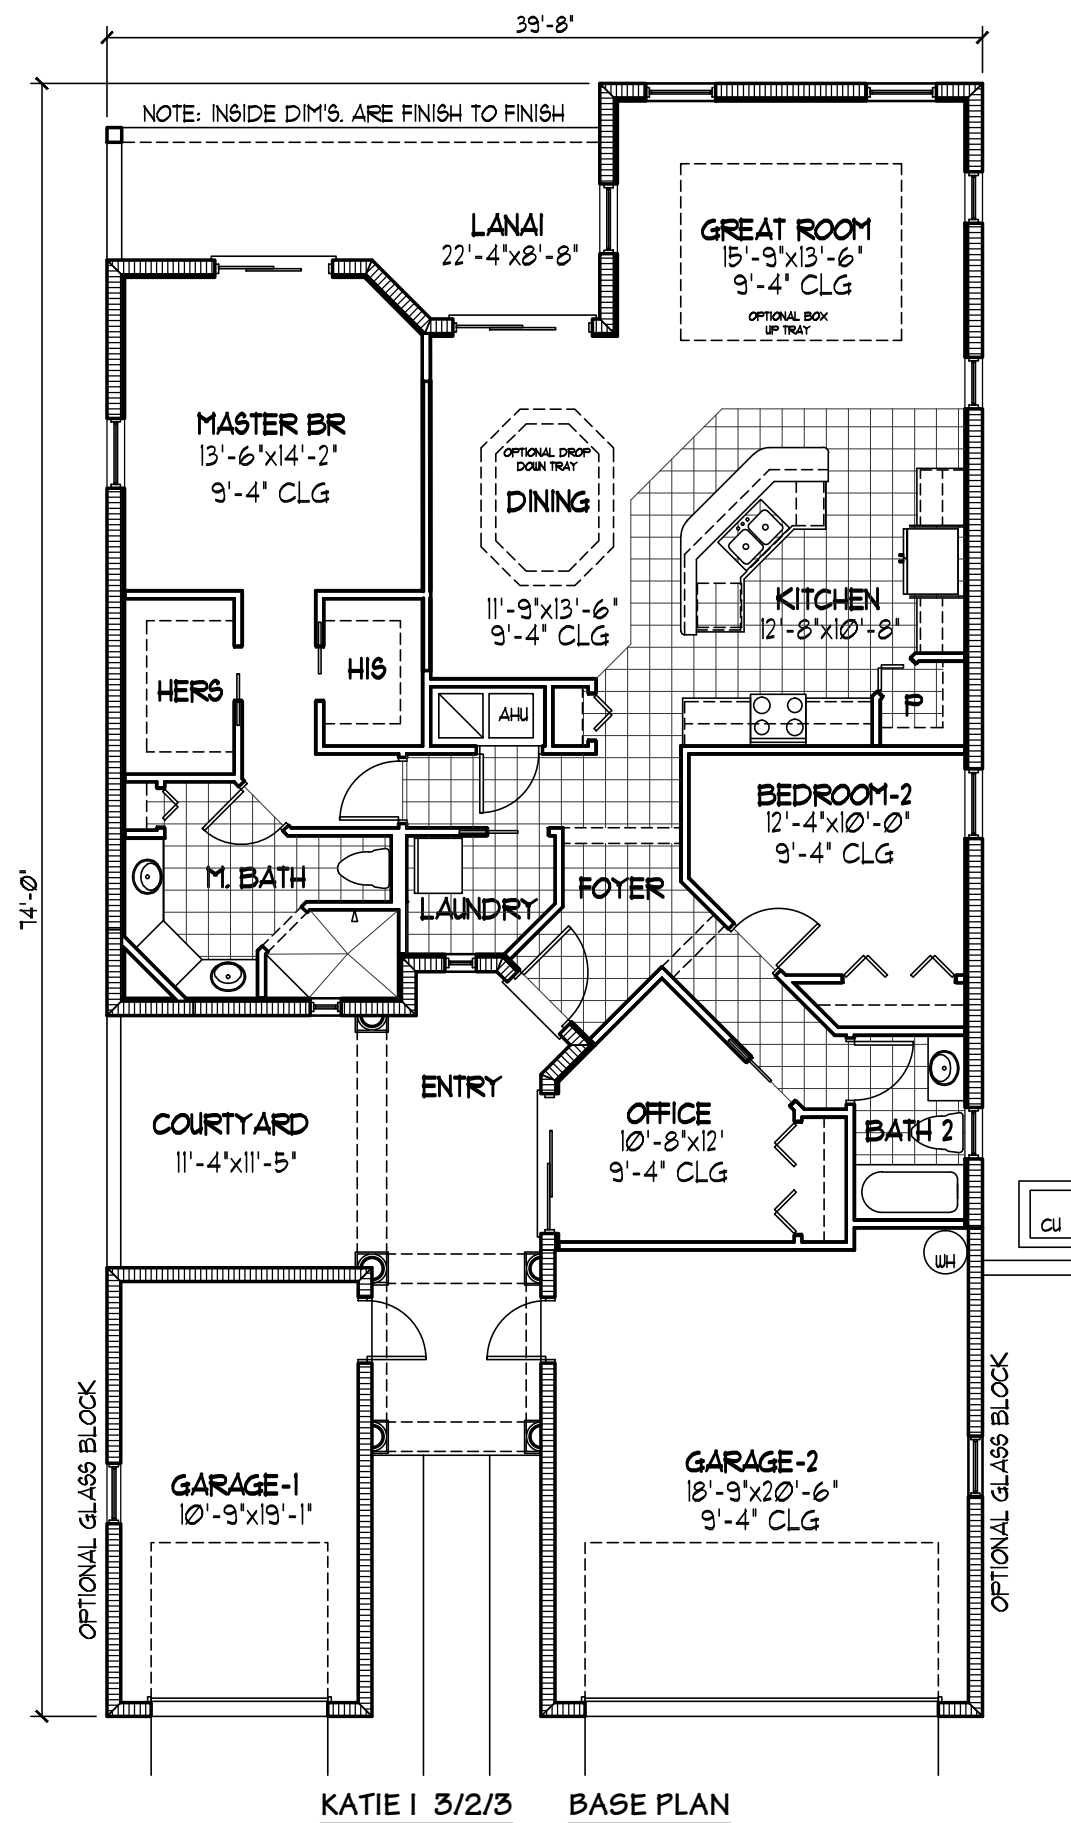 39'-8"
NOTE: INSIDE DIM'S. ARE FINISH TO FINISH
LANAI
22'-4"x8'-8"
GREAT ROOM
15'-9"x13'-6"
9'-4" CLG
OPTIONAL BOX
UP TRAY
MASTER BR
13'-6"x14'-2"
9'-4" CLG
OPTIONAL DROP
DOWN TRAY
DINING
11'-9"x13'-6"
9'-4" CLG
KITCHEN
12'-8"x10'-8"
HERS
HIS
P
AHU
BEDROOM-2
12'-4"x10'-0"
9'-4" CLG
74'-0"
M. BATH
LAUNDRY
FOYER
ENTRY
COURTYARD
11'-4"x11'-5"
OFFICE
10'-8"x12'
9'-4" CLG
BATH 2
CU
WH
OPTIONAL GLASS BLOCK
GARAGE-1
10'-9"x19'-1"
GARAGE-2
18'-9"x20'-6"
9'-4" CLG
OPTIONAL GLASS BLOCK
KATIE I 3/2/3 BASE PLAN